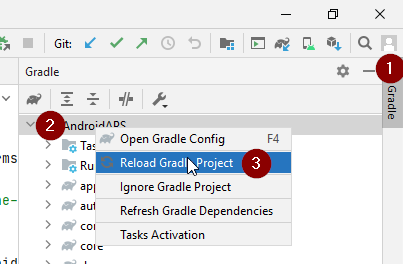 Git:
Gradle
1
Gradle
2 AndroidAPS
Tas
Open Gradle Config F4
Ru
Reload Gradle Project 3
app
Ignore Gradle Project
aut
Refresh Gradle Dependencies
co
core
Tasks Activation